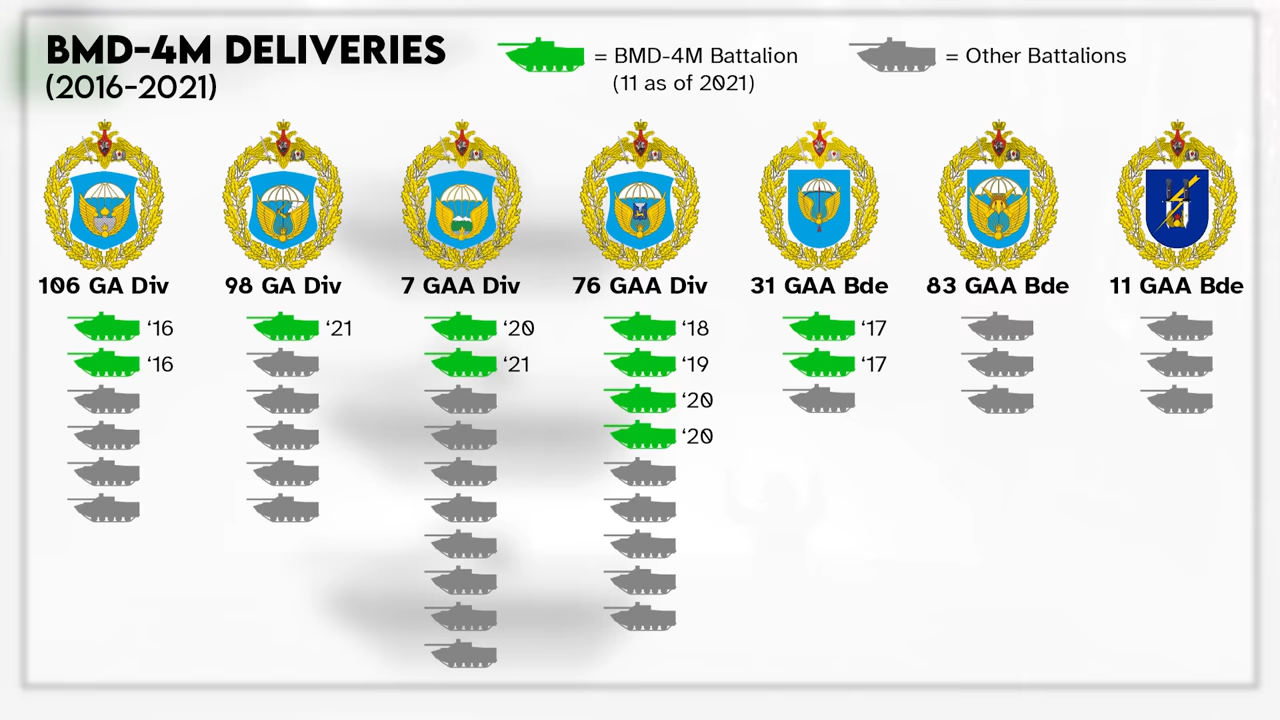 BMD-4M DELIVERIES
(2016-2021)
= BMD-4M Battalion
(11 as of 2021)
= Other Battalions
106 GA Div
98 GA Div
7 GAA Div
76 GAA Div
31 GAA Bde
83 GAA Bde
11 GAA Bde
‘16
‘21
‘20
‘18
‘17
‘16
‘21
‘19
‘17
‘20
‘20